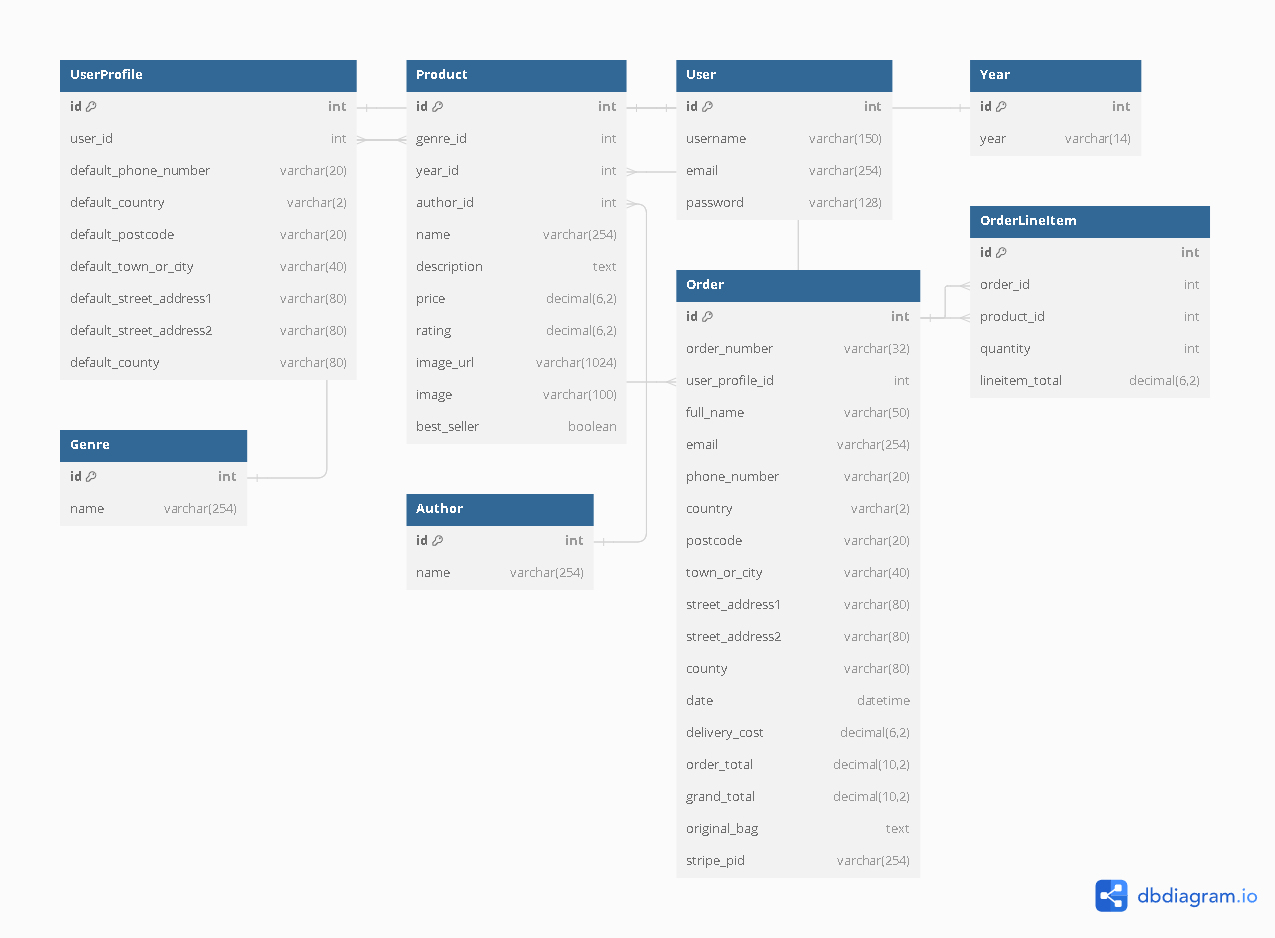 UserProfile
id int
user_id int
default_phone_number varchar(20)
default_country varchar(2)
default_postcode varchar(20)
default_town_or_city varchar(40)
default_street_address1 varchar(80)
default_street_address2 varchar(80)
default_county varchar(80)
Genre
id int
name varchar(254)
Product
id int
genre_id int
year_id int
author_id int
name varchar(254)
description text
price decimal(6,2)
rating decimal(6,2)
image_url varchar(1024)
image varchar(100)
best_seller boolean
Author
id int
name varchar(254)
User
id int
username varchar(150)
email varchar(254)
password varchar(128)
Order
id int
order_number varchar(32)
user_profile_id int
full_name varchar(50)
email varchar(254)
phone_number varchar(20)
country varchar(2)
postcode varchar(20)
town_or_city varchar(40)
street_address1 varchar(80)
street_address2 varchar(80)
county varchar(80)
date datetime
delivery_cost decimal(6,2)
order_total decimal(10,2)
grand_total decimal(10,2)
original_bag text
stripe_pid varchar(254)
Year
id int
year varchar(14)
OrderLineItem
id int
order_id int
product_id int
quantity int
lineitem_total decimal(6,2)
dbdiagram.io